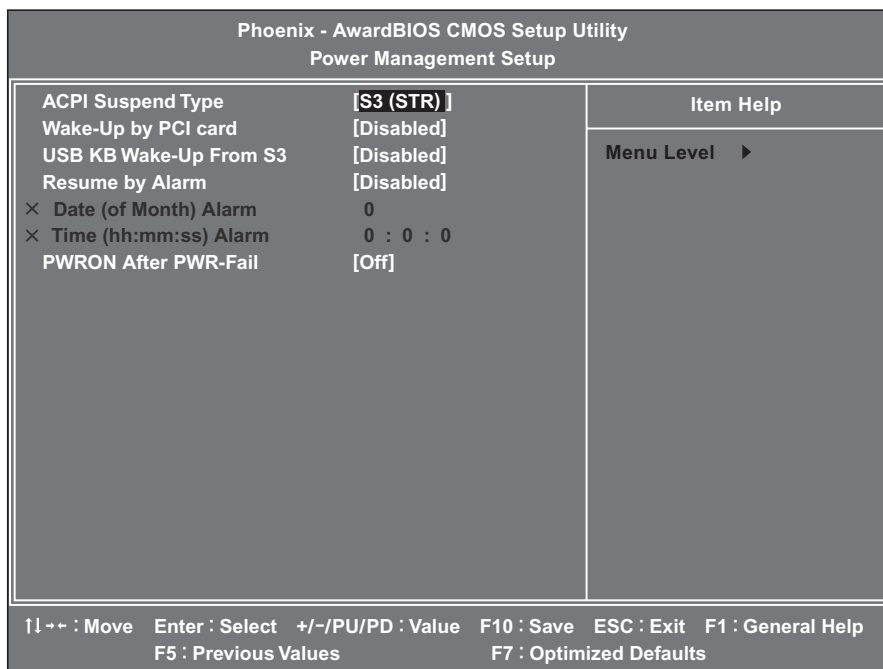 Phoenix - AwardBIOS CMOS Setup Utility
Power Management Setup
ACPI Suspend Type [S3 (STR) ]
Wake-Up by PCI card [Disabled]
USB KB Wake-Up From S3 [Disabled]
Resume by Alarm [Disabled]
× Date (of Month) Alarm 0
× Time (hh:mm:ss) Alarm 0 : 0 : 0
PWRON After PWR-Fail [Off]
Item Help
Menu Level ▶
↑↓→← : Move Enter : Select +/-/PU/PD : Value F10 : Save ESC : Exit F1 : General Help
F5 : Previous Values F7 : Optimized Defaults